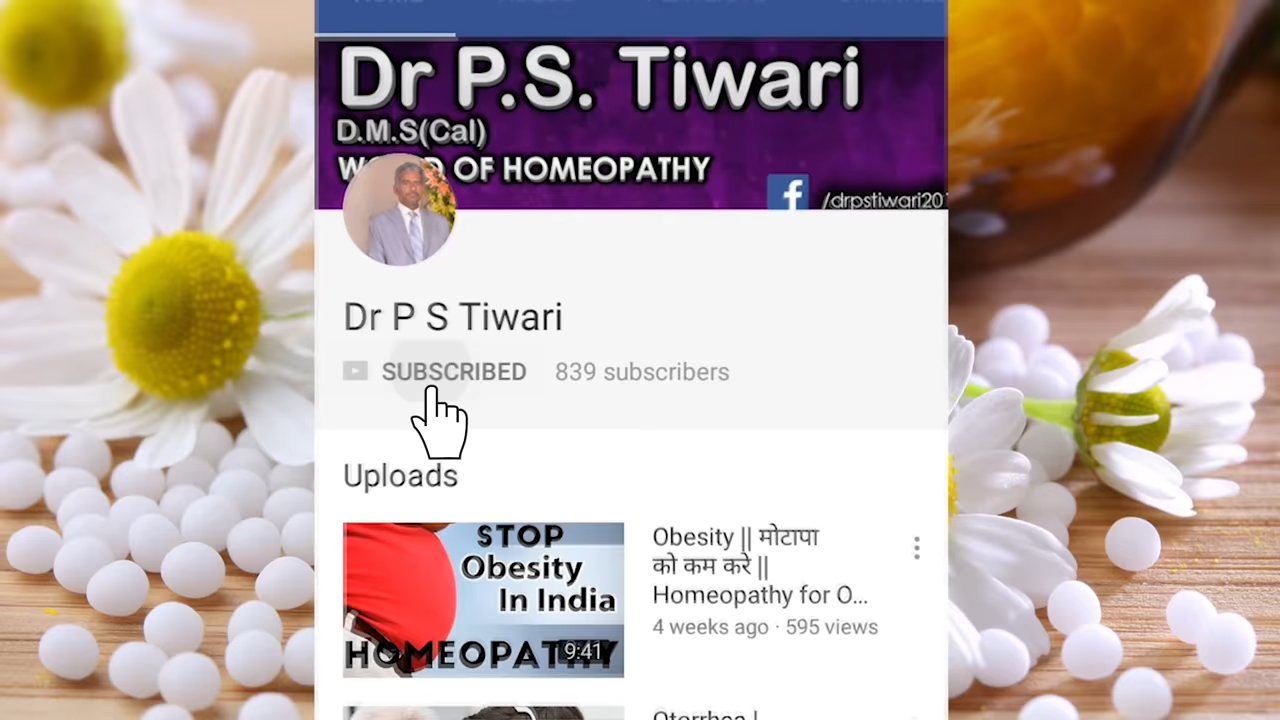 Dr P.S. Tiwari
D.M.S(Cal)
OF HOMEOPATHY
f /drpstiwari201
Dr P S Tiwari
SUBSCRIBED 839 subscribers
Uploads
STOP
Obesity
In India
HOMEOPATHY
9:41
Obesity || मोटापा
को कम करे ||
Homeopathy for O...
4 weeks ago · 595 views